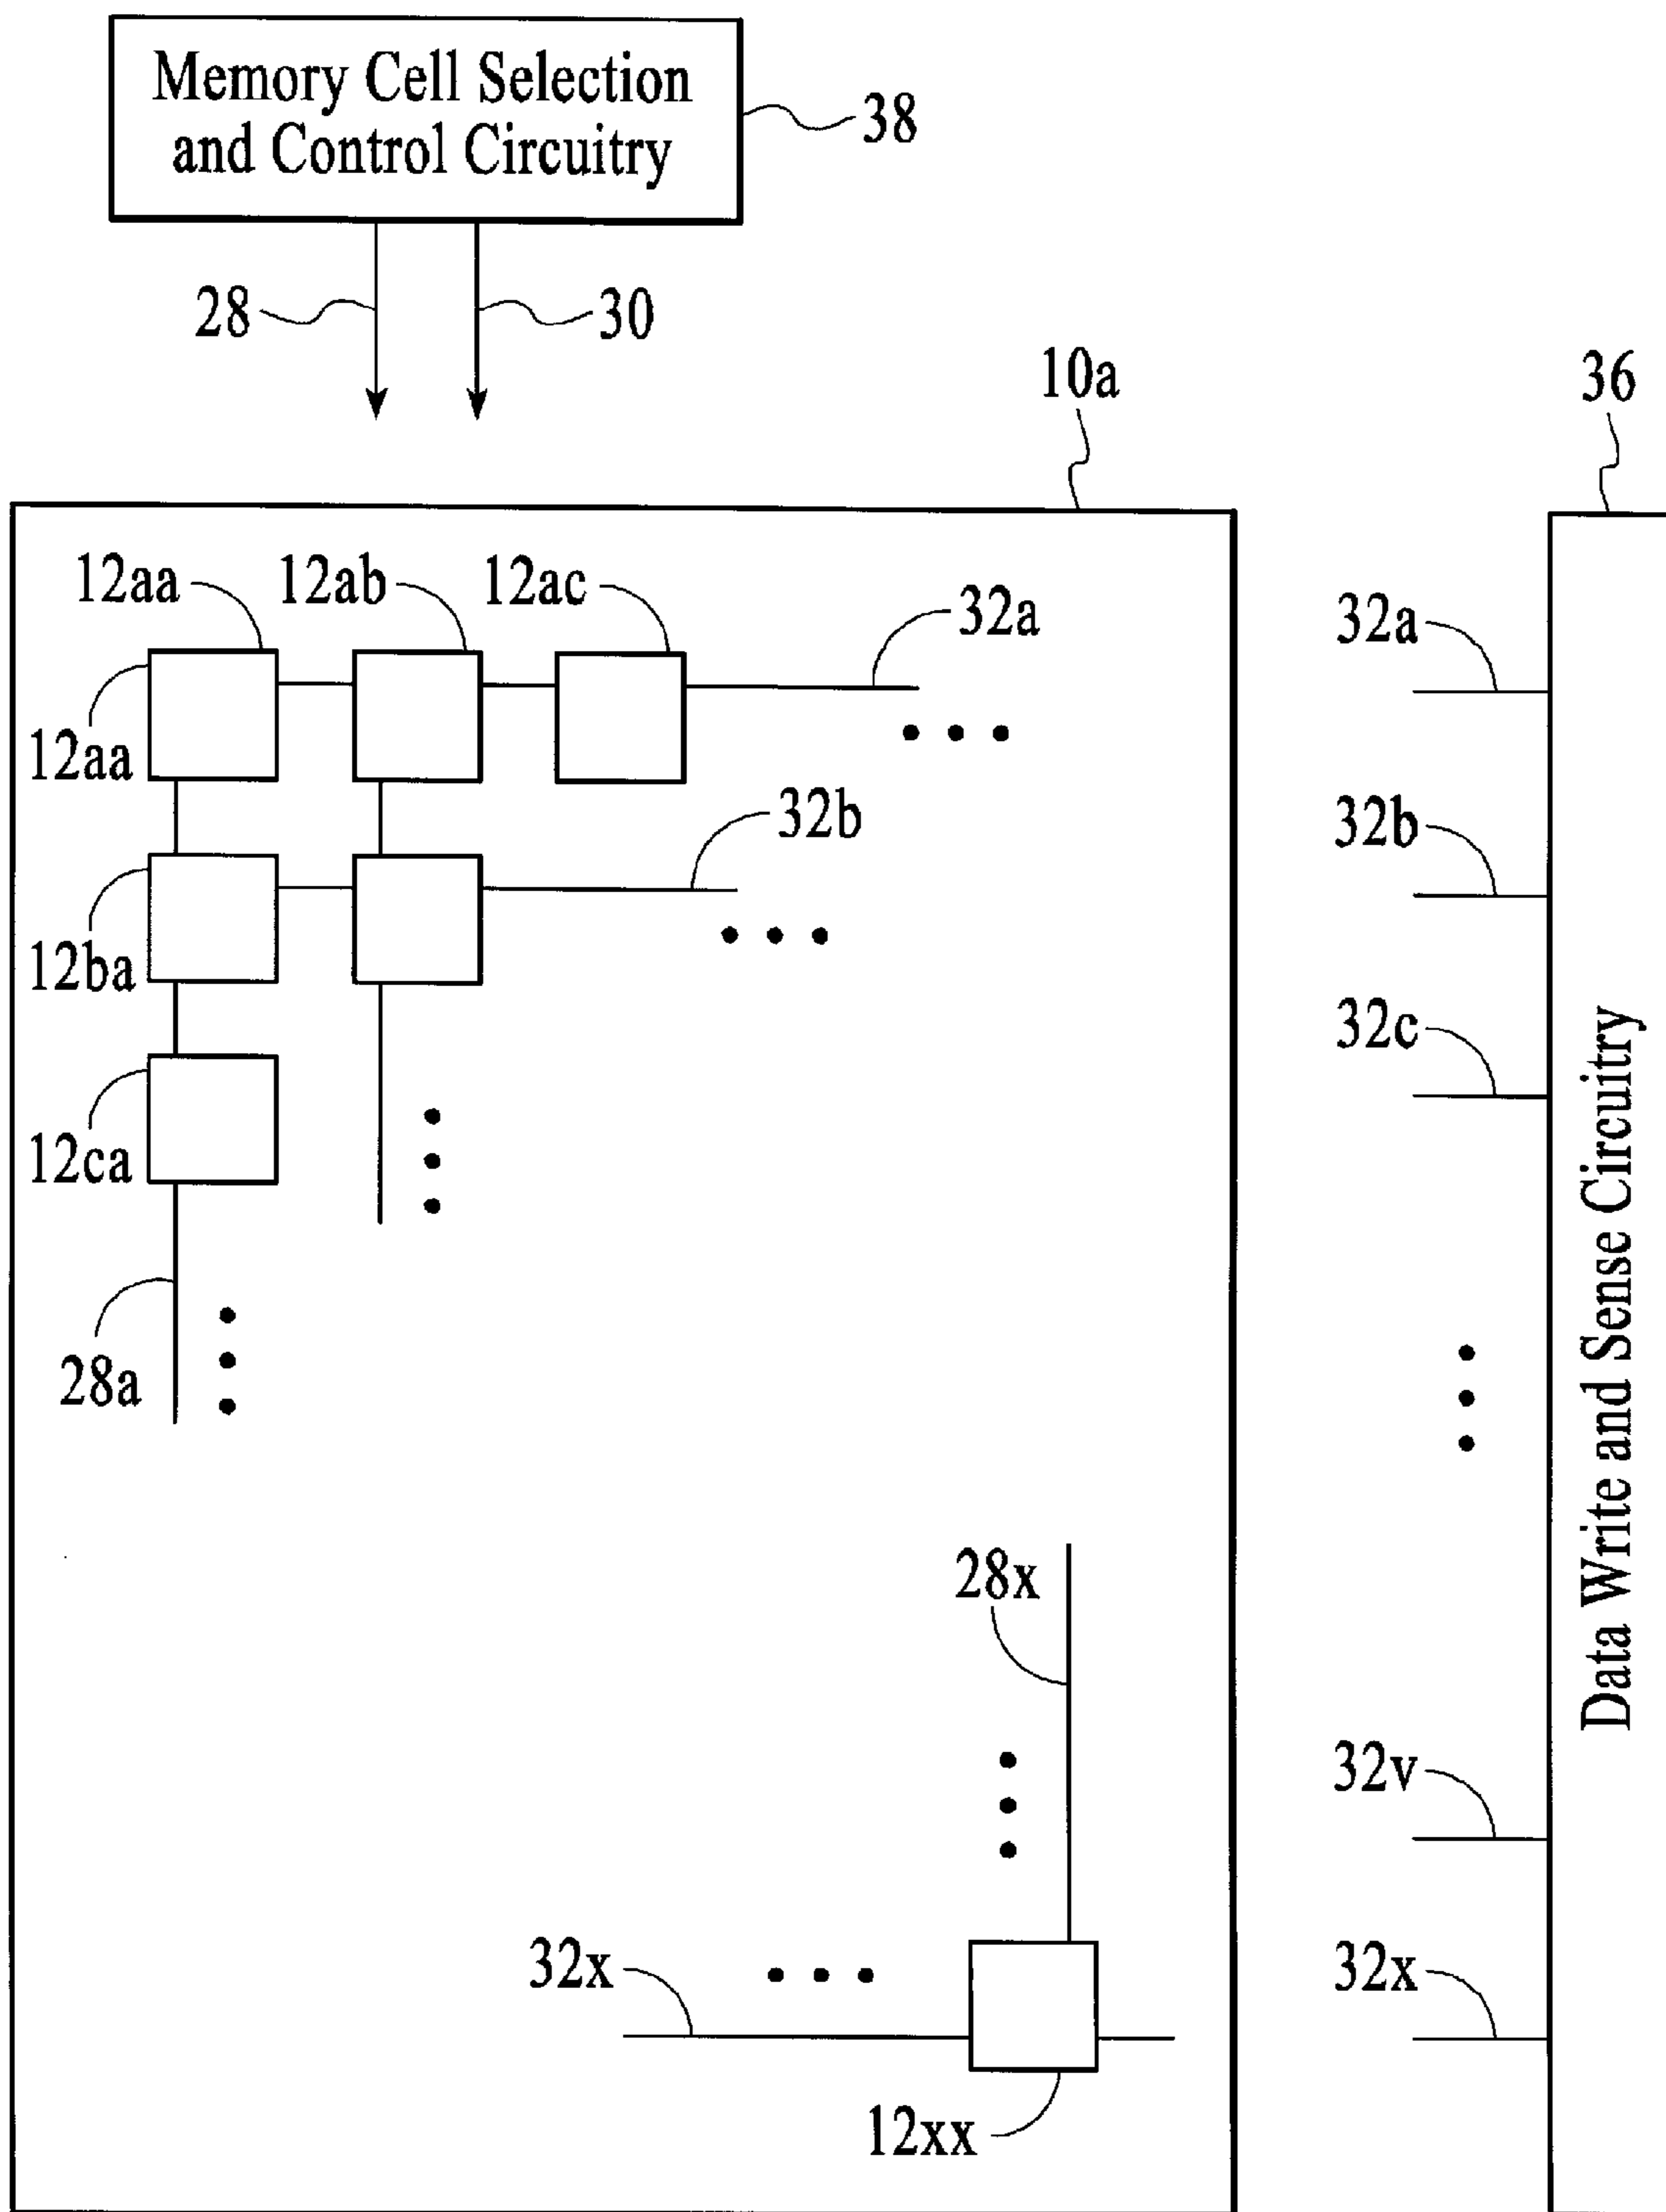 Memory Cell Selection
and Control Circuitry
38
28
30
10a
36
12aa
12ab
12ac
32a
32a
12aa
32b
32b
12ba
32c
12ca
28a
Data Write and Sense Circuitry
28x
32v
32x
32x
12xx